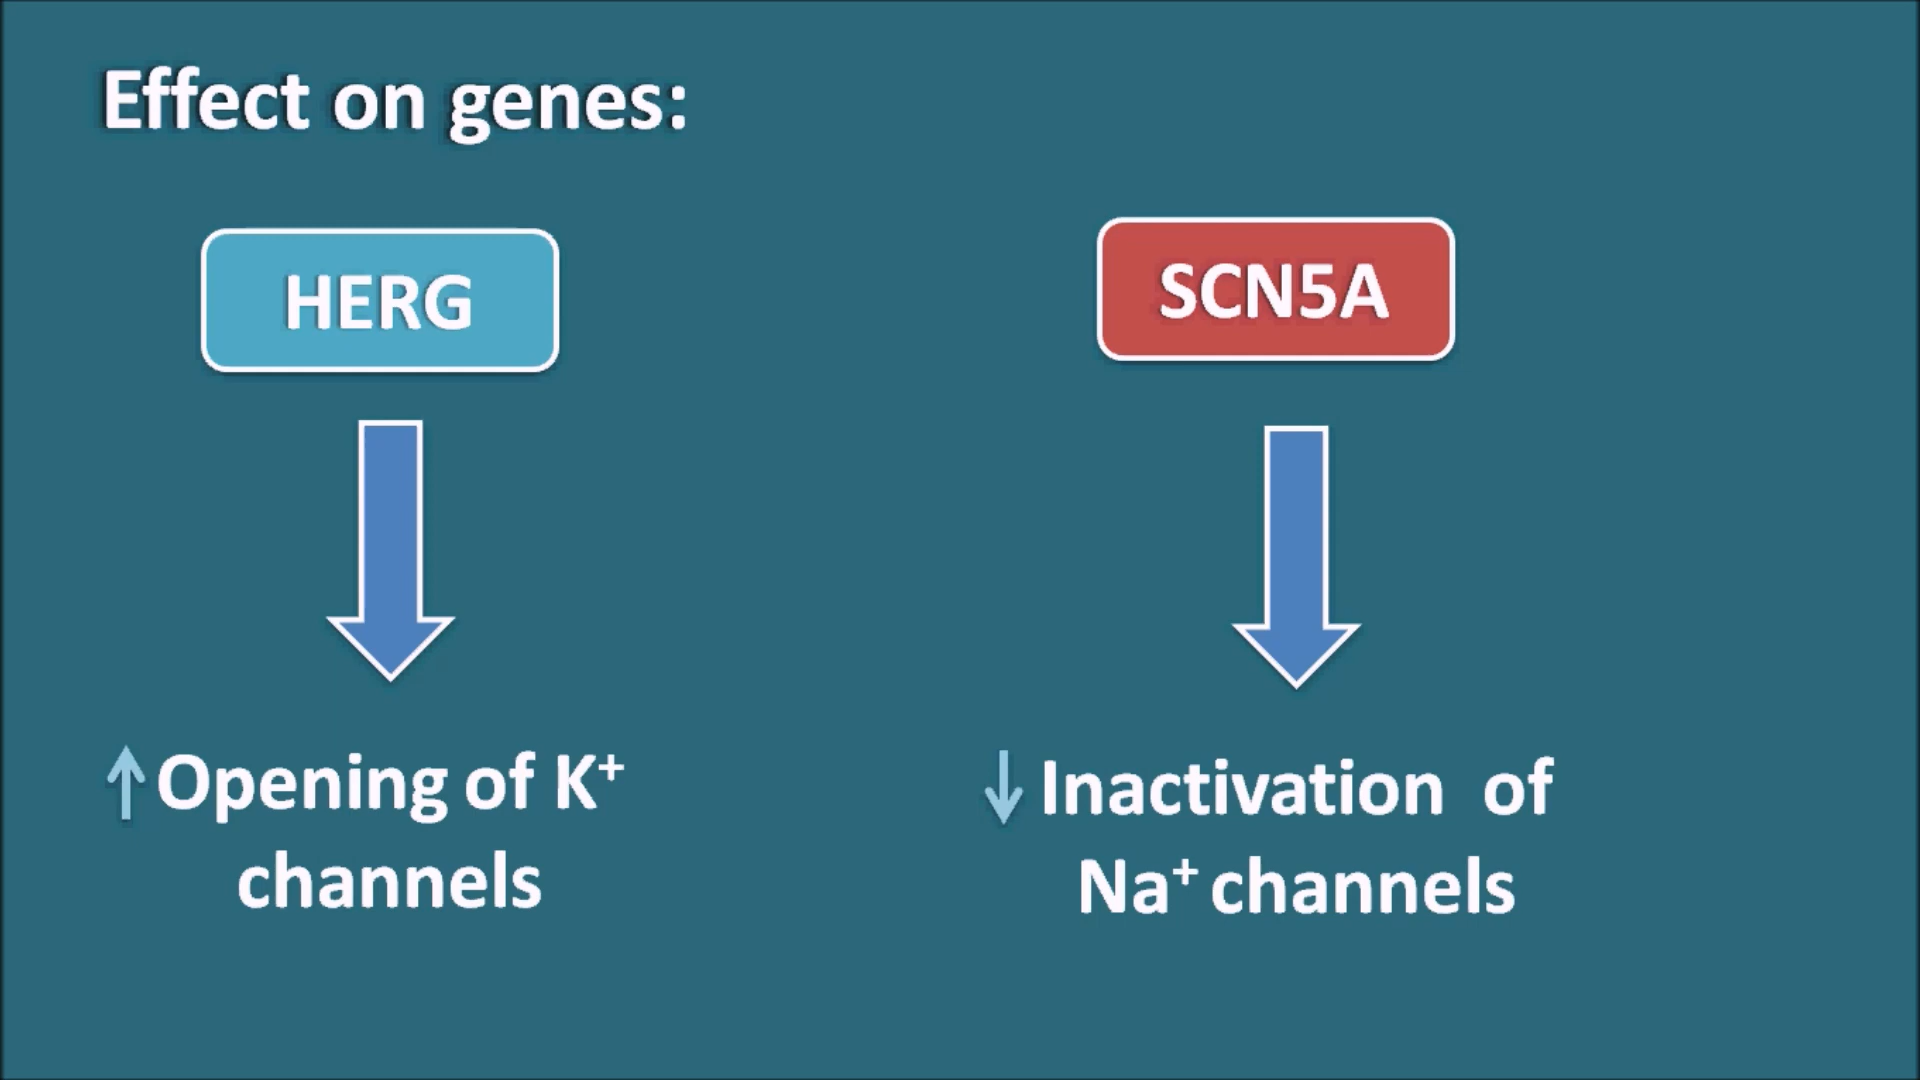 Effect on genes:
HERG
SCN5A
↑ Opening of K⁺
channels
↓ Inactivation of
Na⁺ channels